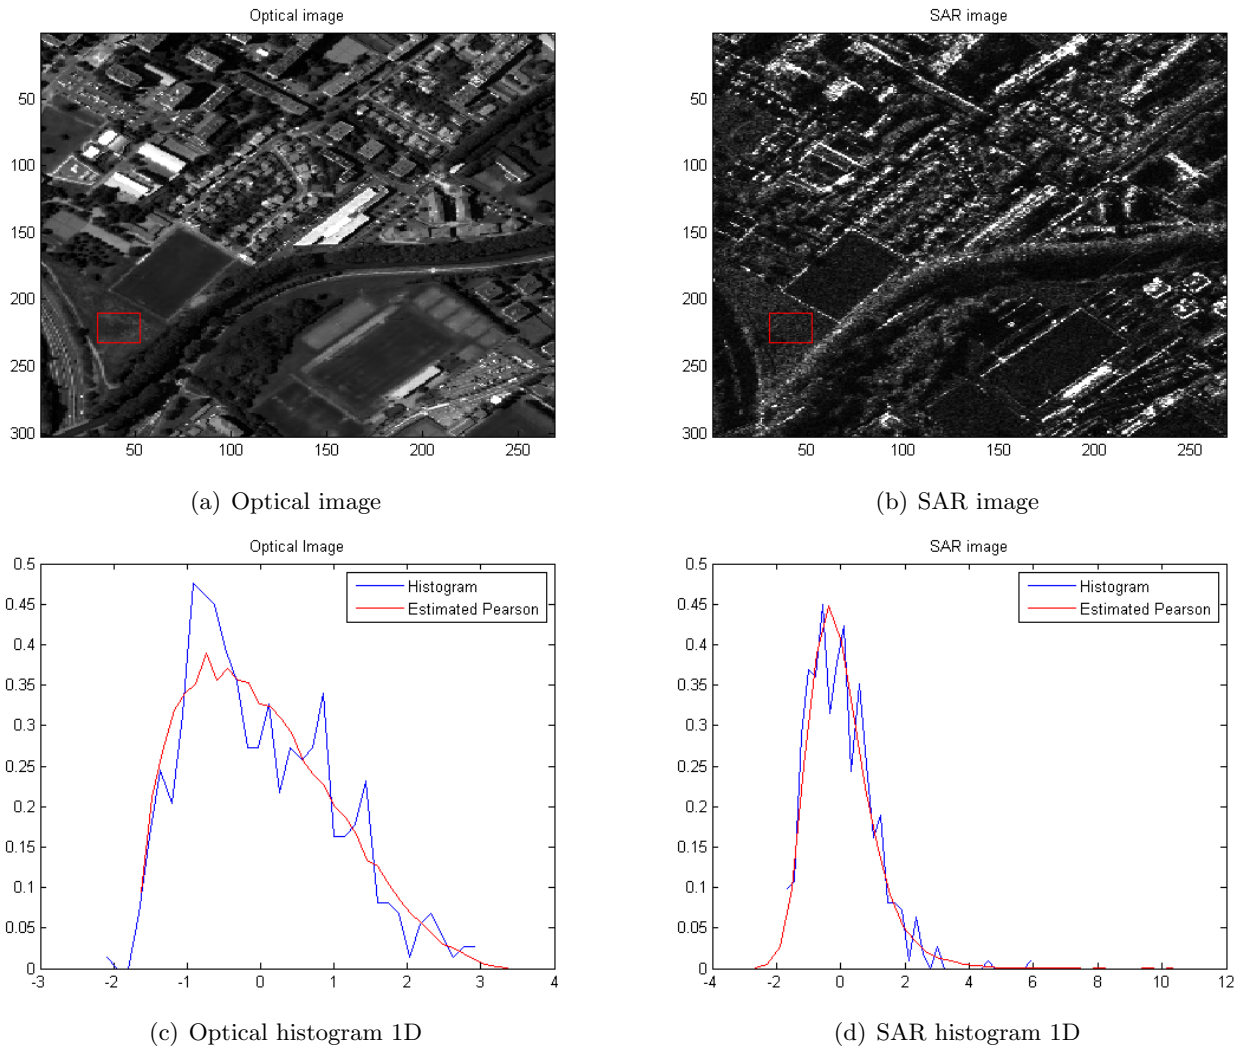 Optical image
50
100
150
200
250
300
50 100 150 200 250
(a) Optical image
SAR image
50
100
150
200
250
300
50 100 150 200 250
(b) SAR image
Optical Image
0.5
0.45
0.4
0.35
0.3
0.25
0.2
0.15
0.1
0.05
0
-3 -2 -1 0 1 2 3 4
Histogram
Estimated Pearson
(c) Optical histogram 1D
SAR image
0.5
0.45
0.4
0.35
0.3
0.25
0.2
0.15
0.1
0.05
0
-4 -2 0 2 4 6 8 10 12
Histogram
Estimated Pearson
(d) SAR histogram 1D